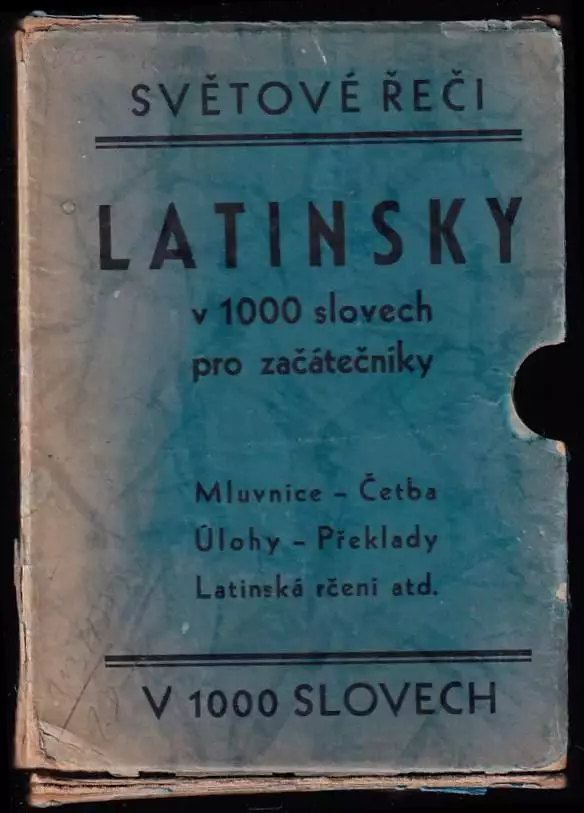 SVĚTOVÉ ŘEČI
LATINSKY
v 1000 slovech
pro začátečníky
Mluvnice - Četba
Úlohy - Překlady
Latinská rčení atd.
V 1000 SLOVECH